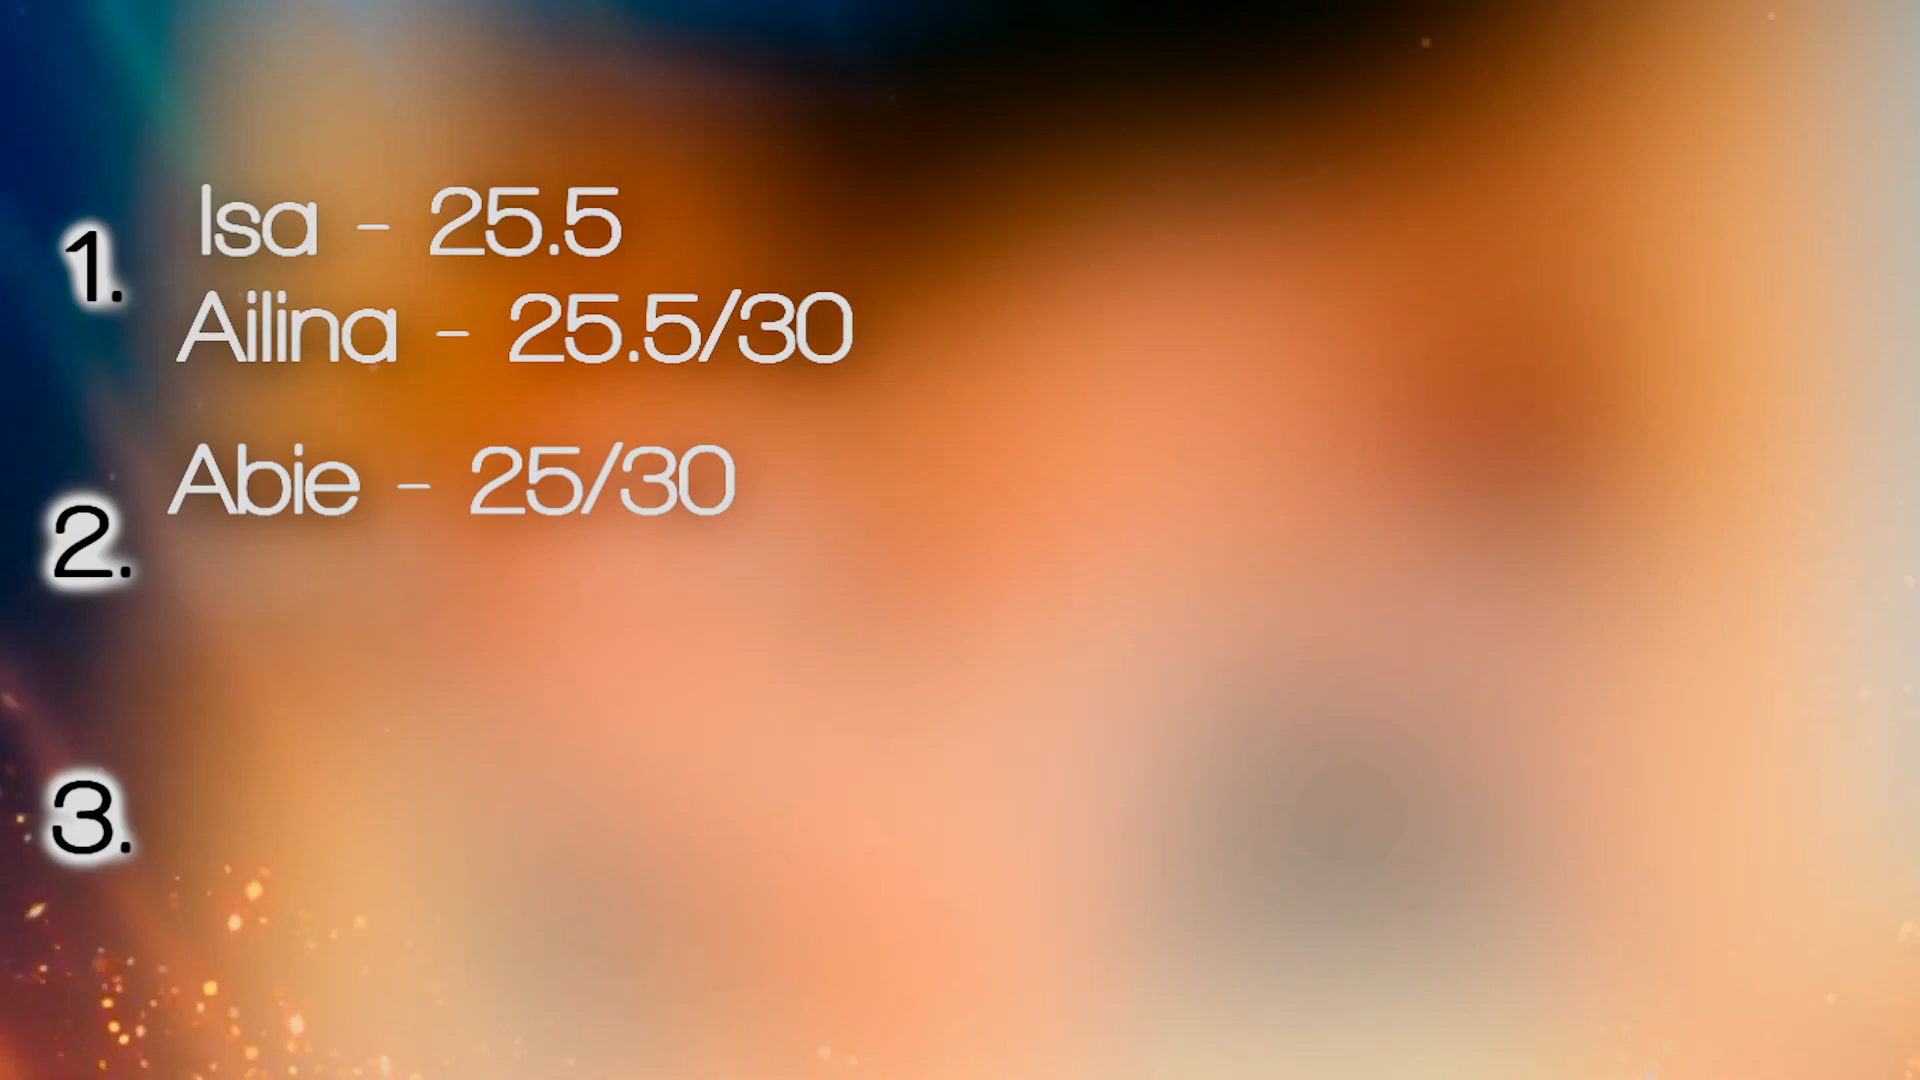 1.
Isa - 25.5
Ailina - 25.5/30
2.
Abie - 25/30
3.